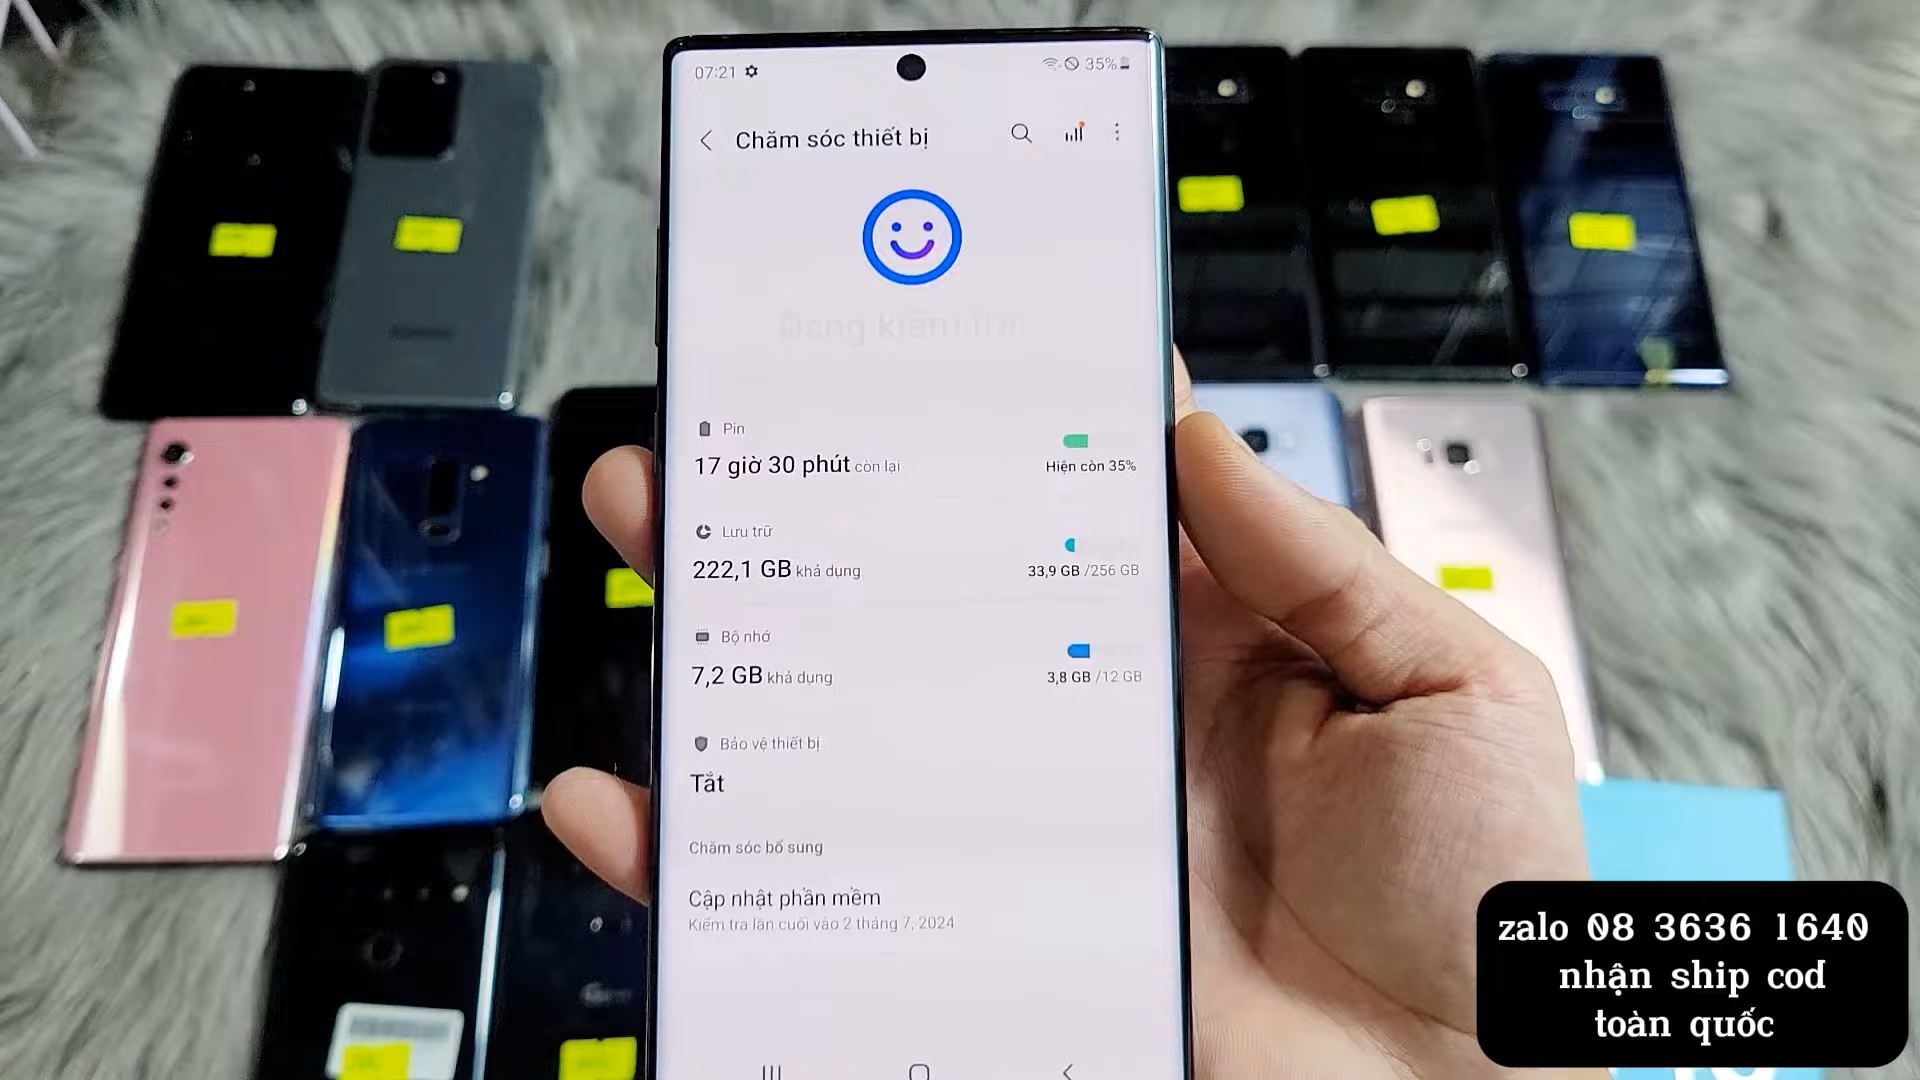 07:21
35%
Chăm sóc thiết bị
Đang kiểm tra
Pin
17 giờ 30 phút còn lại
Hiện còn 35%
Lưu trữ
222,1 GB khả dụng
33,9 GB /256 GB
Bộ nhớ
7,2 GB khả dụng
3,8 GB /12 GB
Bảo vệ thiết bị
Tắt
Chăm sóc bổ sung
Cập nhật phần mềm
Kiểm tra lần cuối vào 2 tháng 7, 2024
zalo 08 3636 1640
nhận ship cod
toàn quốc